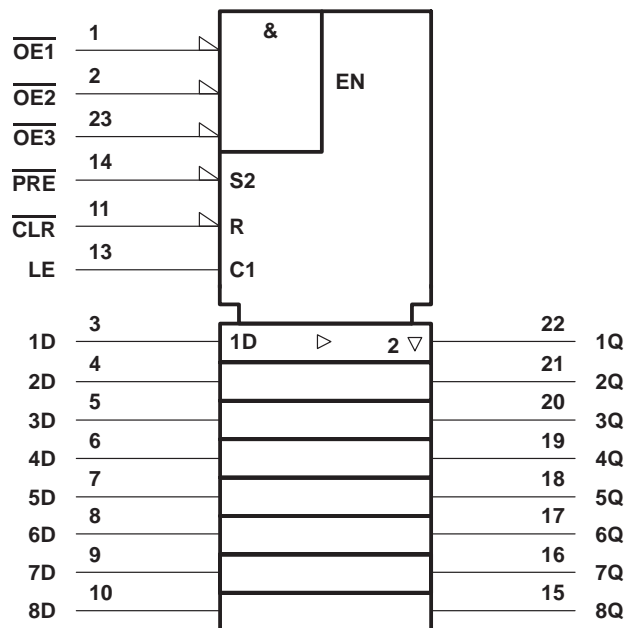 &
EN
OE1 1
OE2 2
OE3 23
PRE 14 S2
CLR 11 R
LE 13 C1
1D 3 1D 2 22 1Q
2D 4 21 2Q
3D 5 20 3Q
4D 6 19 4Q
5D 7 18 5Q
6D 8 17 6Q
7D 9 16 7Q
8D 10 15 8Q